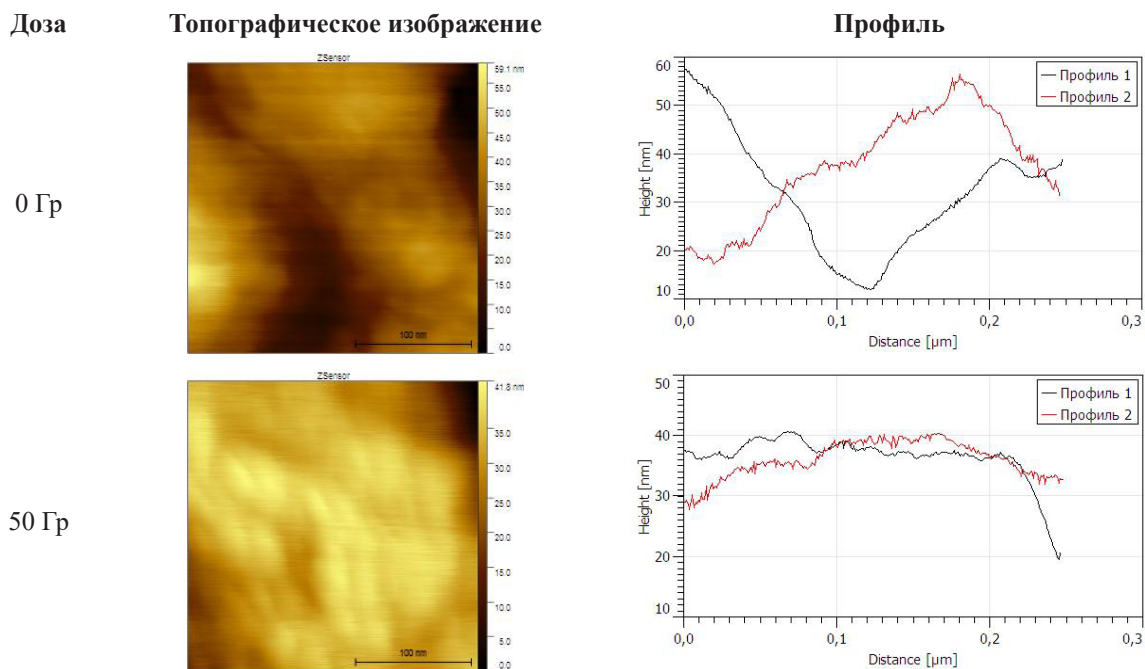 Доза Топографическое изображение Профиль
0 Гр
ZSensor
59.1 nm
55.0
50.0
45.0
40.0
35.0
30.0
25.0
20.0
15.0
10.0
5.0
0.0
100 nm
Height [nm]
60
50
40
30
20
10
Профиль 1
Профиль 2
0,0 0,1 0,2 0,3
Distance [µm]
50 Гр
ZSensor
41.8 nm
35.0
30.0
25.0
20.0
15.0
10.0
5.0
0.0
100 nm
Height [nm]
50
40
30
20
10
Профиль 1
Профиль 2
0,0 0,1 0,2 0,3
Distance [µm]